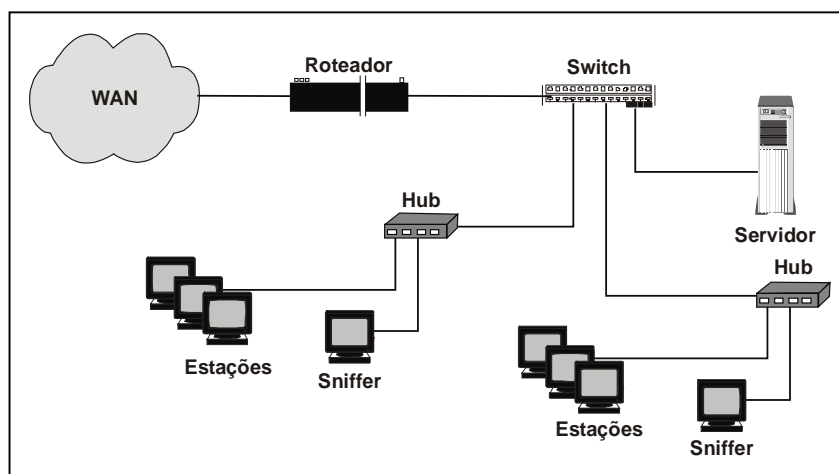 Roteador
Switch
WAN
Hub
Servidor
Hub
Estações
Sniffer
Estações
Sniffer